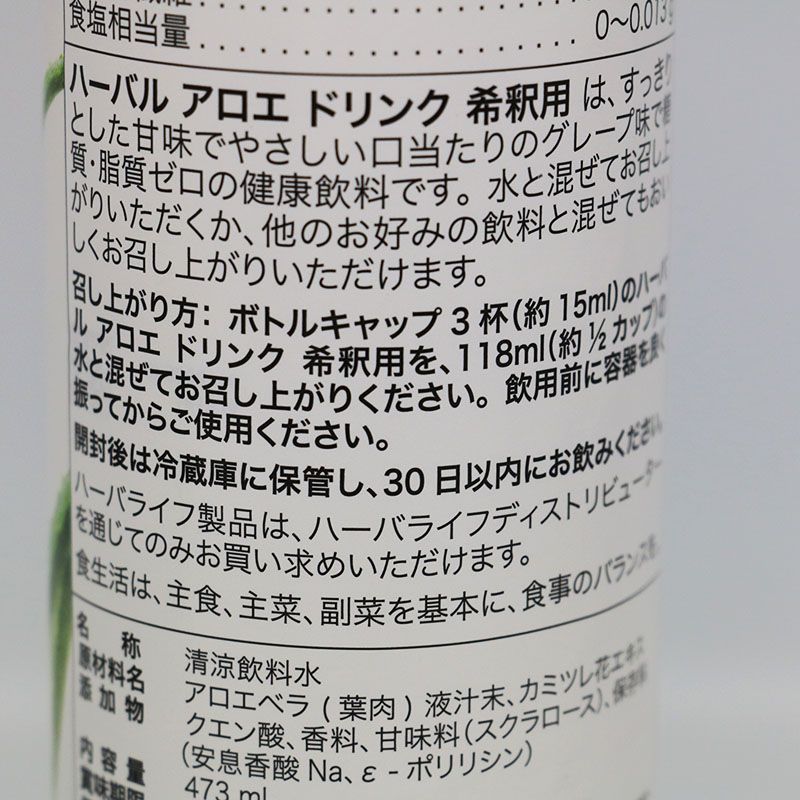 食塩相当量 0～0.013g
ハーバル アロエ ドリンク 希釈用 は、すっきり
とした甘味でやさしい口当たりのグレープ味で糖
質・脂質ゼロの健康飲料です。水と混ぜてお召し上
がりいただくか、他のお好みの飲料と混ぜてもおい
しくお召し上がりいただけます。
召し上がり方：ボトルキャップ 3 杯（約 15ml）のハーバ
ル アロエ ドリンク 希釈用を、118ml（約 ½ カップ）の
水と混ぜてお召し上がりください。飲用前に容器を良く
振ってからご使用ください。
開封後は冷蔵庫に保管し、30 日以内にお飲みください。
ハーバライフ製品は、ハーバライフディストリビューター
を通じてのみお買い求めいただけます。
食生活は、主食、主菜、副菜を基本に、食事のバランスを。
名称 清涼飲料水
原材料名 アロエベラ (葉肉) 液汁末、カミツレ花エキス
添加物 クエン酸、香料、甘味料（スクラロース）、保存料
（安息香酸 Na、ε - ポリリシン）
内容量 473 ml
賞味期限